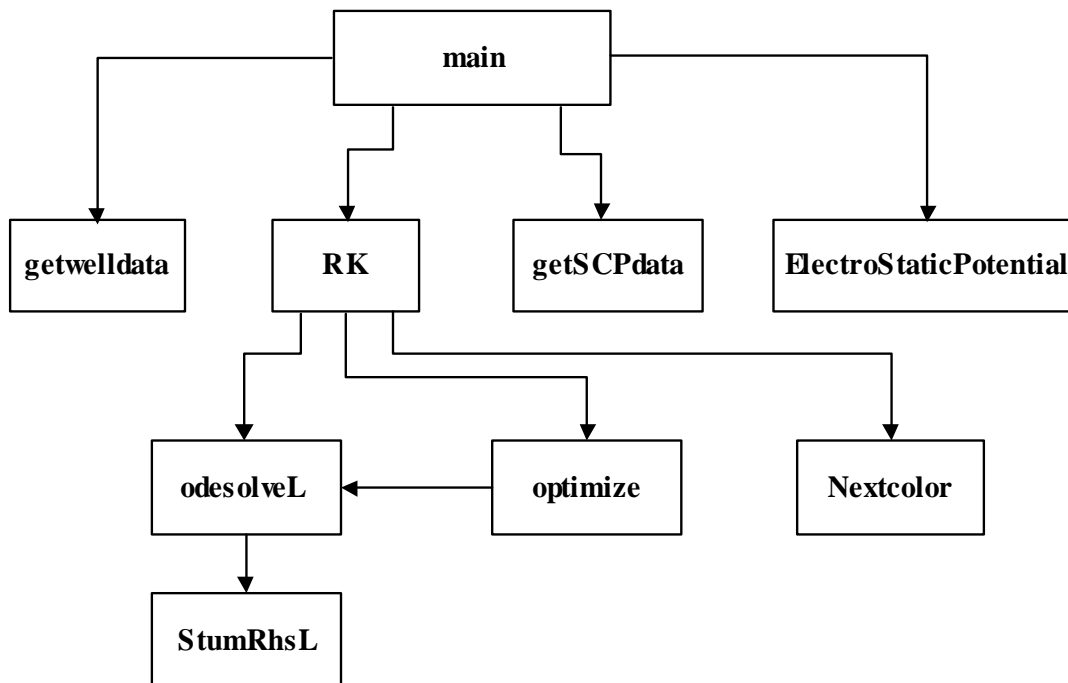 main
getwelldata
RK
getSCPdata
ElectroStaticPotential
odesolveL
optimize
Nextcolor
StumRhsL